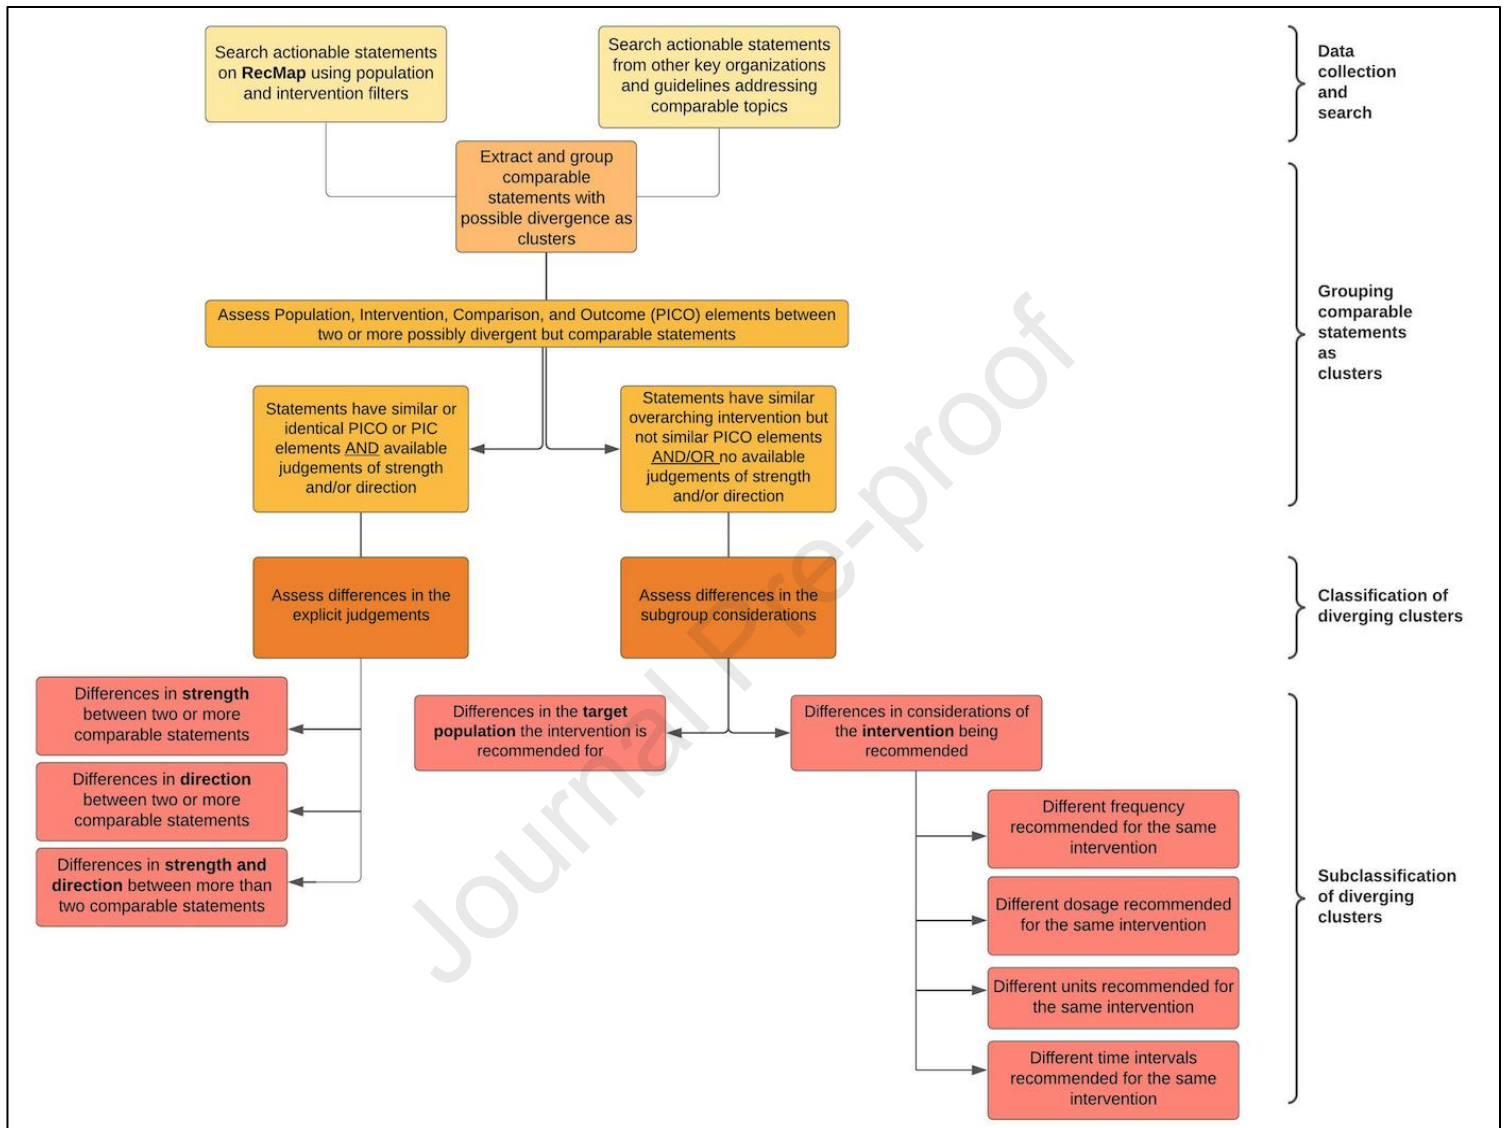 Search actionable statements
on RecMap using population
and intervention filters
Search actionable statements
from other key organizations
and guidelines addressing
comparable topics
Data
collection
and
search
Extract and group
comparable
statements with
possible divergence as
clusters
Assess Population, Intervention, Comparison, and Outcome (PICO) elements between
two or more possibly divergent but comparable statements
Statements have similar or
identical PICO or PIC
elements AND available
judgements of strength
and/or direction
Statements have similar
overarching intervention but
not similar PICO elements
AND/OR no available
judgements of strength
and/or direction
Grouping
comparable
statements
as
clusters
Assess differences in the
explicit judgements
Assess differences in the
subgroup considerations
Classification of
diverging clusters
Differences in strength
between two or more
comparable statements
Differences in direction
between two or more
comparable statements
Differences in strength and
direction between more than
two comparable statements
Differences in the target
population the intervention is
recommended for
Differences in considerations of
the intervention being
recommended
Different frequency
recommended for the same
intervention
Different dosage recommended
for the same intervention
Different units recommended for
the same intervention
Different time intervals
recommended for the same
intervention
Subclassification
of diverging
clusters
Journal Pre-proof